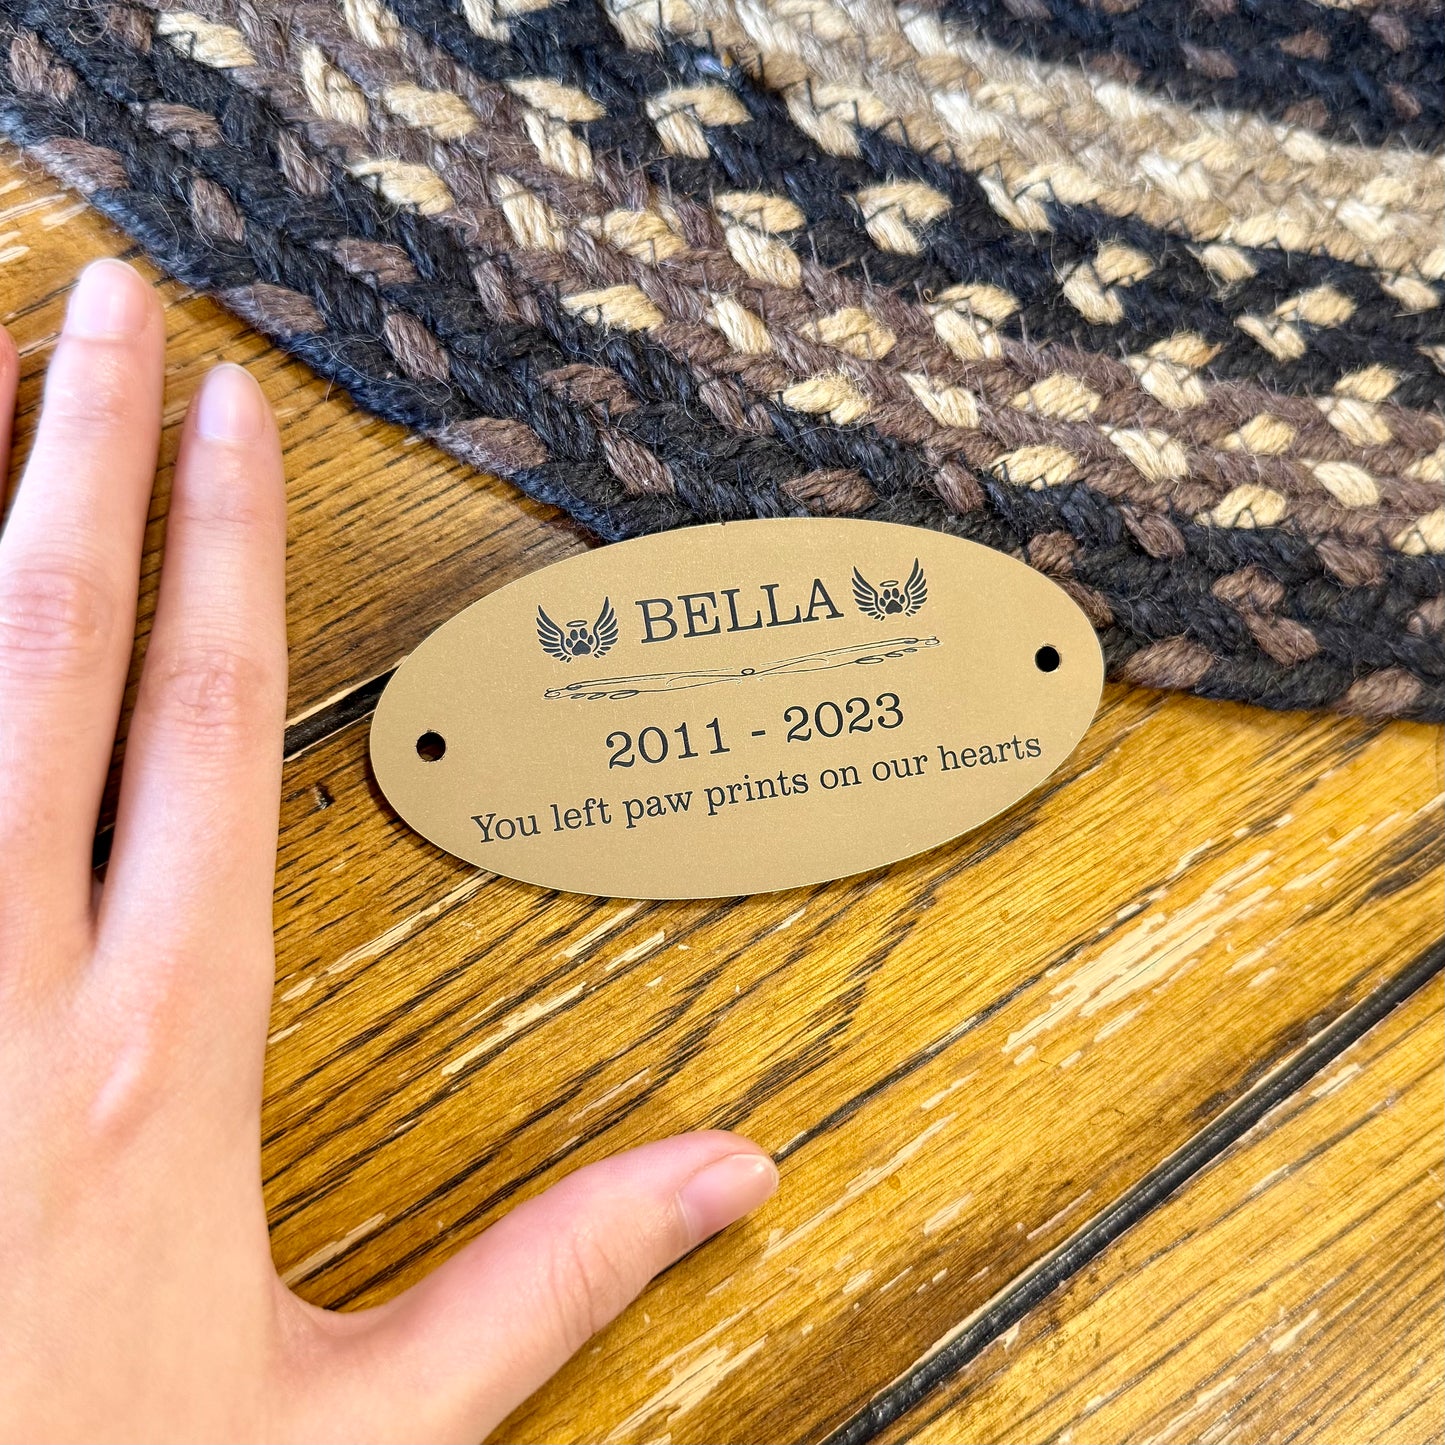 BELLA
2011 - 2023
You left paw prints on our hearts